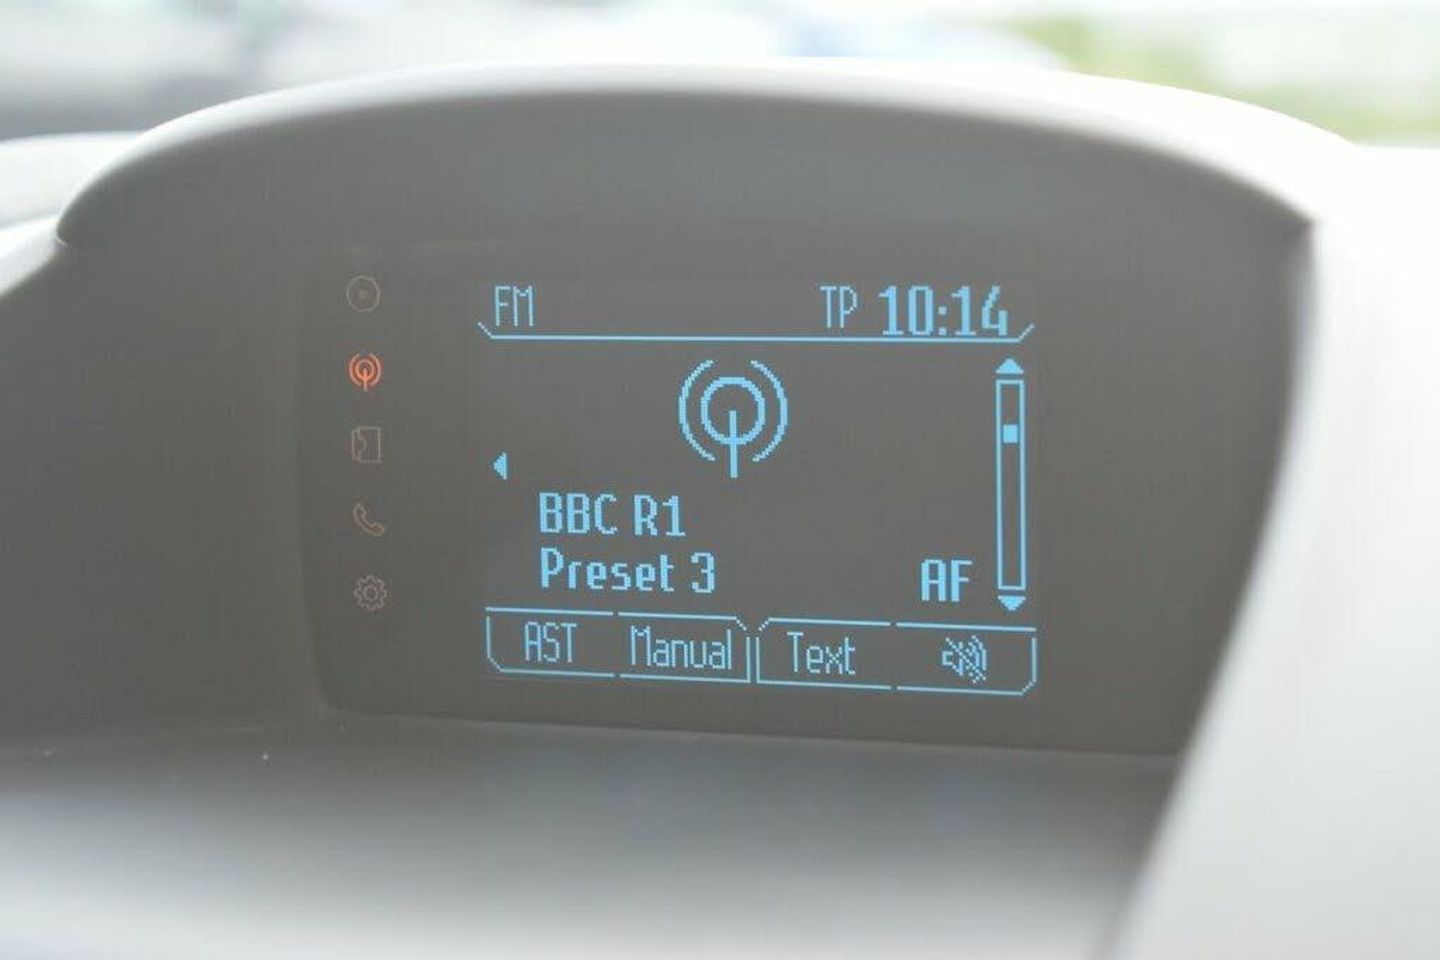 FM TP 10:14
BBC R1
Preset 3 AF
AST Manual Text